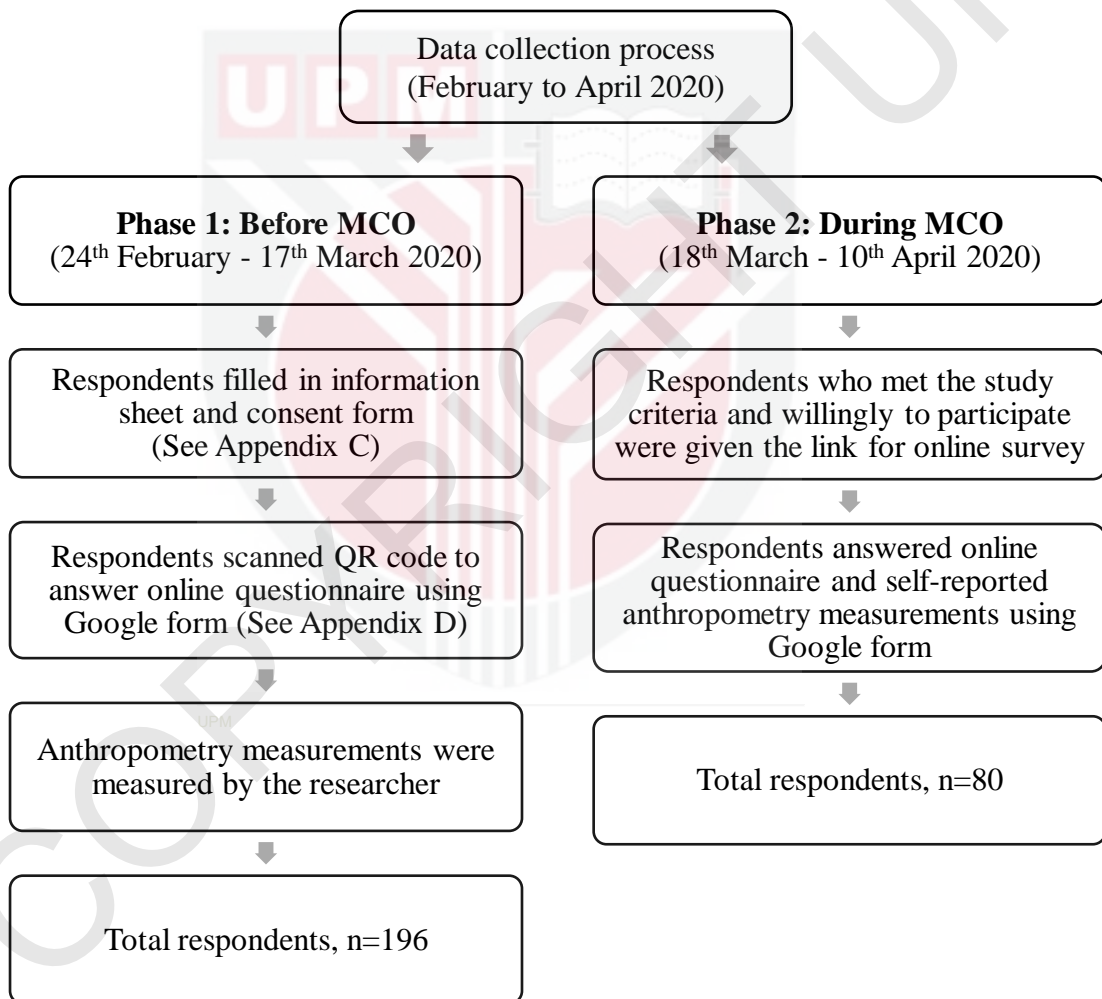 Data collection process
(February to April 2020)
Phase 1: Before MCO
(24th February - 17th March 2020)
Respondents filled in information
sheet and consent form
(See Appendix C)
Respondents scanned QR code to
answer online questionnaire using
Google form (See Appendix D)
Anthropometry measurements were
measured by the researcher
Total respondents, n=196
Phase 2: During MCO
(18th March - 10th April 2020)
Respondents who met the study
criteria and willingly to participate
were given the link for online survey
Respondents answered online
questionnaire and self-reported
anthropometry measurements using
Google form
Total respondents, n=80
UPM
UPM
COPYRIGHT U